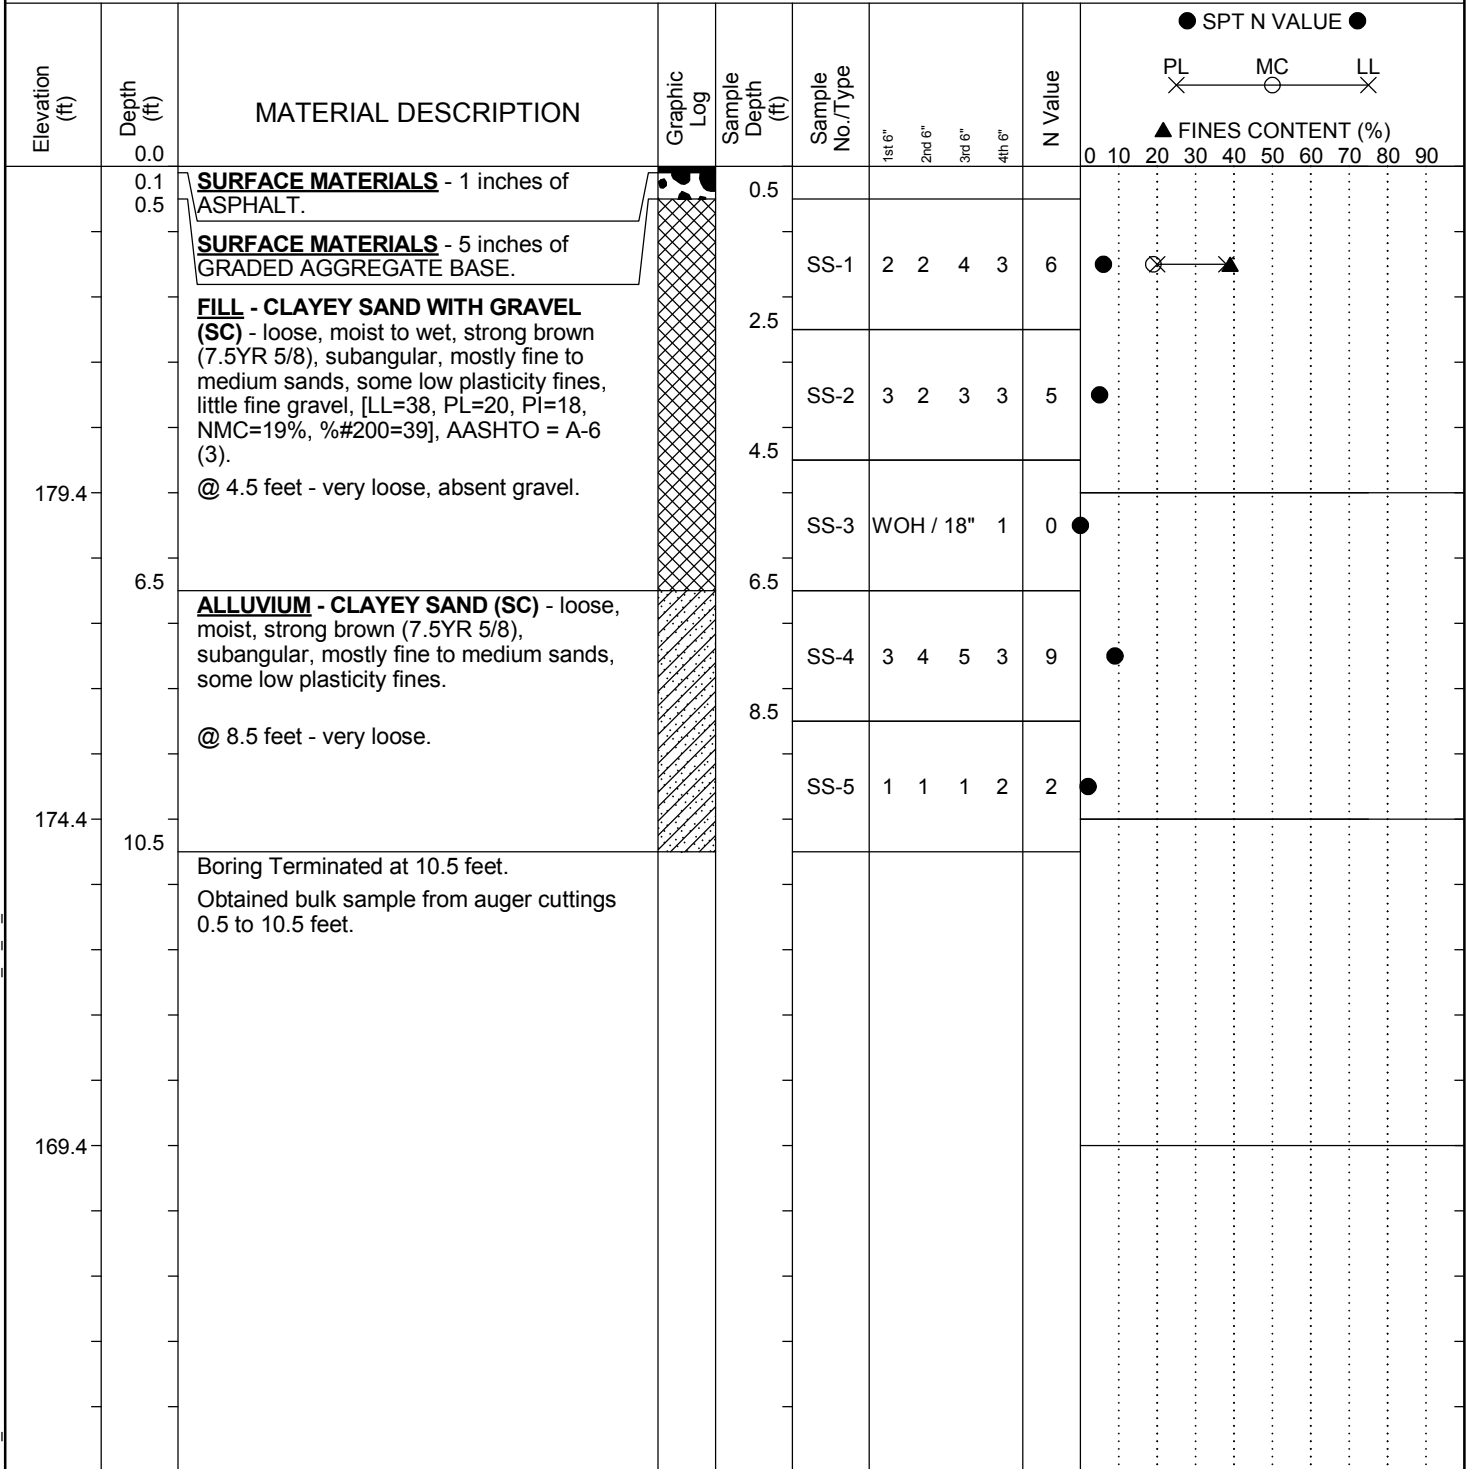 ● SPT N VALUE ●
PL MC LL
▲ FINES CONTENT (%)
0 10 20 30 40 50 60 70 80 90
Elevation
(ft)
Depth
(ft)
0.0
MATERIAL DESCRIPTION
Graphic
Log
Sample
Depth
(ft)
Sample
No./Type
1st 6"
2nd 6"
3rd 6"
4th 6"
N Value
0.1
0.5
SURFACE MATERIALS - 1 inches of
ASPHALT.
SURFACE MATERIALS - 5 inches of
GRADED AGGREGATE BASE.
FILL - CLAYEY SAND WITH GRAVEL
(SC) - loose, moist to wet, strong brown
(7.5YR 5/8), subangular, mostly fine to
medium sands, some low plasticity fines,
little fine gravel, [LL=38, PL=20, PI=18,
NMC=19%, %#200=39], AASHTO = A-6
(3).
@ 4.5 feet - very loose, absent gravel.
179.4
6.5
ALLUVIUM - CLAYEY SAND (SC) - loose,
moist, strong brown (7.5YR 5/8),
subangular, mostly fine to medium sands,
some low plasticity fines.
@ 8.5 feet - very loose.
174.4
10.5
Boring Terminated at 10.5 feet.
Obtained bulk sample from auger cuttings
0.5 to 10.5 feet.
169.4
0.5
SS-1 2 2 4 3 6
2.5
SS-2 3 2 3 3 5
4.5
SS-3 WOH / 18" 1 0
6.5
SS-4 3 4 5 3 9
8.5
SS-5 1 1 1 2 2